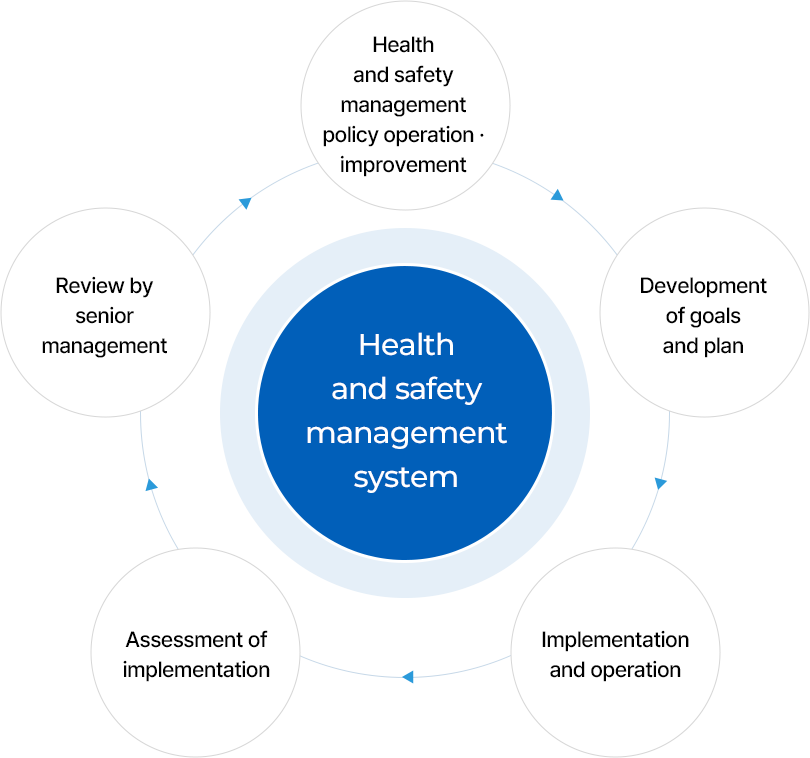 Health
and safety
management
policy operation ·
improvement
Review by
senior
management
Development
of goals
and plan
Health
and safety
management
system
Assessment of
implementation
Implementation
and operation